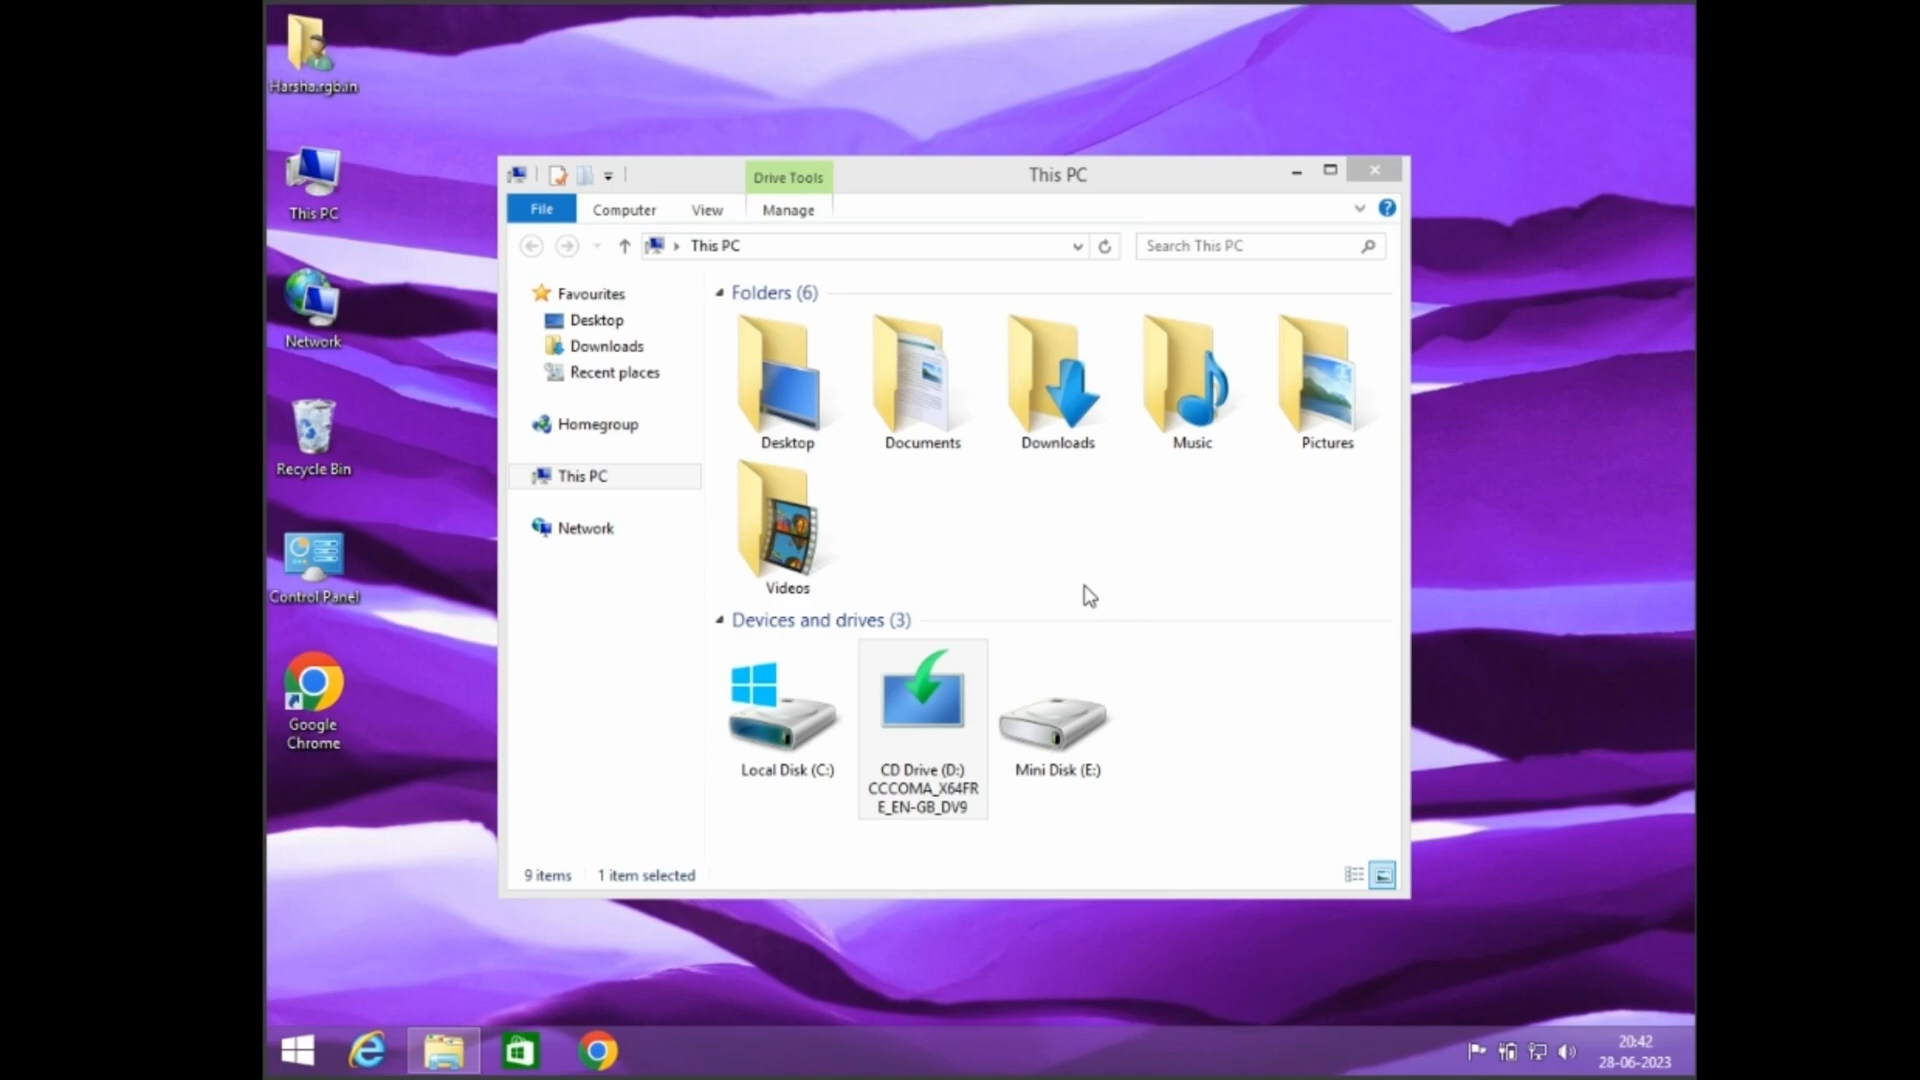 Harsha.rgb.in
This PC
Network
Recycle Bin
Control Panel
Google
Chrome
Drive Tools
This PC
File
Computer
View
Manage
This PC
Search This PC
Favourites
Desktop
Downloads
Recent places
Homegroup
This PC
Network
Folders (6)
Desktop
Documents
Downloads
Music
Pictures
Videos
Devices and drives (3)
Local Disk (C:)
CD Drive (D:)
CCCOMA_X64FR
E_EN-GB_DV9
Mini Disk (E:)
9 items
1 item selected
20:42
28-06-2023